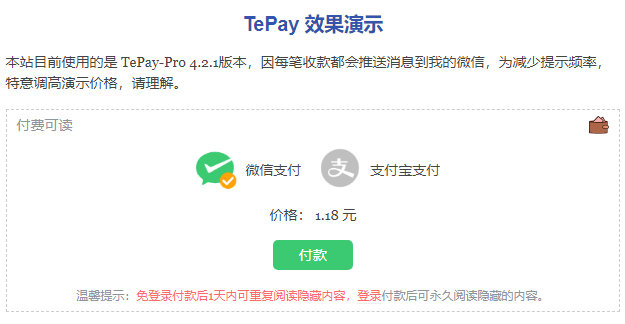 TePay 效果演示
本站目前使用的是 TePay-Pro 4.2.1版本，因每笔收款都会推送消息到我的微信，为减少提示频率，
特意调高演示价格，请理解。
付费可读
微信支付 支付宝支付
价格： 1.18 元
付款
温馨提示：免登录付款后1天内可重复阅读隐藏内容，登录付款后可永久阅读隐藏的内容。